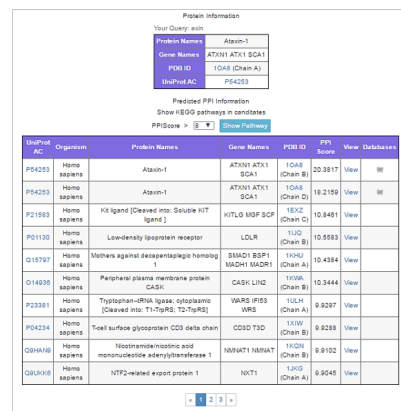 Protein Information
Your Query: axin
Protein Names Ataxin-1
Gene Names ATXN1 ATX1 SCA1
PDB ID 1OA8 (Chain A)
UniProt AC P54253
Predicted PPI Information
Show KEGG pathways in candidates
PPIScore > 8 Show Pathway
UniProt AC Organism Protein Names Gene Names PDB ID PPI Score View Databases
P54253 Homo sapiens Ataxin-1 ATXN1 ATX1 SCA1 1OA8 (Chain B) 20.3817 View
P54253 Homo sapiens Ataxin-1 ATXN1 ATX1 SCA1 1OA8 (Chain D) 18.2159 View
P21583 Homo sapiens Kit ligand [Cleaved into: Soluble KIT ligand ] KITLG MGF SCF 1EXZ (Chain C) 10.8461 View
P01130 Homo sapiens Low-density lipoprotein receptor LDLR 1IJQ (Chain B) 10.5583 View
Q15797 Homo sapiens Mothers against decapentaplegic homolog 1 SMAD1 BSP1 MADH1 MADR1 1KHU (Chain A) 10.4384 View
O14936 Homo sapiens Peripheral plasma membrane protein CASK CASK LIN2 1KWA (Chain B) 10.3444 View
P23381 Homo sapiens Tryptophan--tRNA ligase; cytoplasmic [Cleaved into: T1-TrpRS; T2-TrpRS] WARS IFI53 WRS 1ULH (Chain A) 9.9297 View
P04234 Homo sapiens T-cell surface glycoprotein CD3 delta chain CD3D T3D 1XIW (Chain B) 9.9288 View
Q9HAN9 Homo sapiens Nicotinamide/nicotinic acid mononucleotide adenylyltransferase 1 NMNAT1 NMNAT 1KQN (Chain B) 9.9102 View
Q9UKK6 Homo sapiens NTF2-related export protein 1 NXT1 1JKG (Chain A) 9.9045 View
« 1 2 3 »